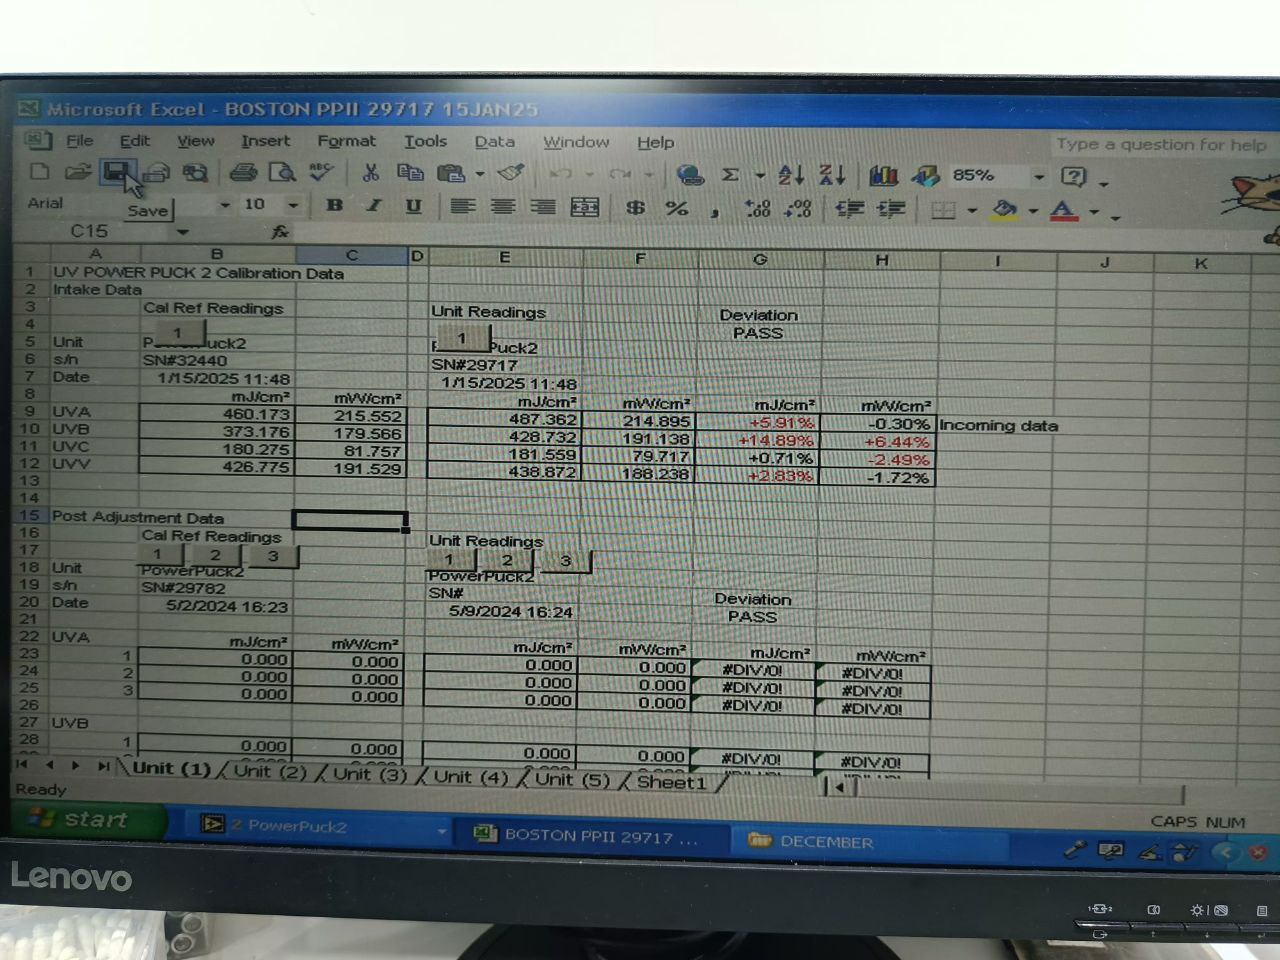 Microsoft Excel - BOSTON PPII 29717 15JAN25
File Edit View Insert Format Tools Data Window Help Type a question for help
85%
Arial 10 B I U $ % ,
Save
C15 fx
A B C D E F G H I J K
1 UV POWER PUCK 2 Calibration Data
2 Intake Data
3 Cal Ref Readings Unit Readings Deviation
4 1 1 PASS
5 Unit uck2 Puck2
6 s/n SN#32440 SN#29717
7 Date 1/15/2025 11:48 1/15/2025 11:48
8 mJ/cm² mW/cm² mJ/cm² mW/cm² mJ/cm² mW/cm²
9 UVA 460.173 215.552 487.362 214.895 +5.91% -0.30% Incoming data
10 UVB 373.176 179.566 428.732 191.138 +14.89% +6.44%
11 UVC 180.275 81.757 181.559 79.717 +0.71% -2.49%
12 UVV 426.775 191.529 438.872 188.238 +2.83% -1.72%
13
14
15 Post Adjustment Data
16 Cal Ref Readings Unit Readings
17 1 2 3 1 2 3
18 Unit PowerPuck2 PowerPuck2
19 s/n SN#29782 SN#
20 Date 5/2/2024 16:23 5/9/2024 16:24 Deviation
21 PASS
22 UVA mJ/cm² mW/cm² mJ/cm² mW/cm² mJ/cm² mW/cm²
23 1 0.000 0.000 0.000 0.000 #DIV/0! #DIV/0!
24 2 0.000 0.000 0.000 0.000 #DIV/0! #DIV/0!
25 3 0.000 0.000 0.000 0.000 #DIV/0! #DIV/0!
26
27 UVB
28 1 0.000 0.000 0.000 0.000 #DIV/0! #DIV/0!
Unit (1) Unit (2) Unit (3) Unit (4) Unit (5) Sheet1
Ready CAPS NUM
start 2 PowerPuck2 BOSTON PPII 29717 ... DECEMBER
Lenovo